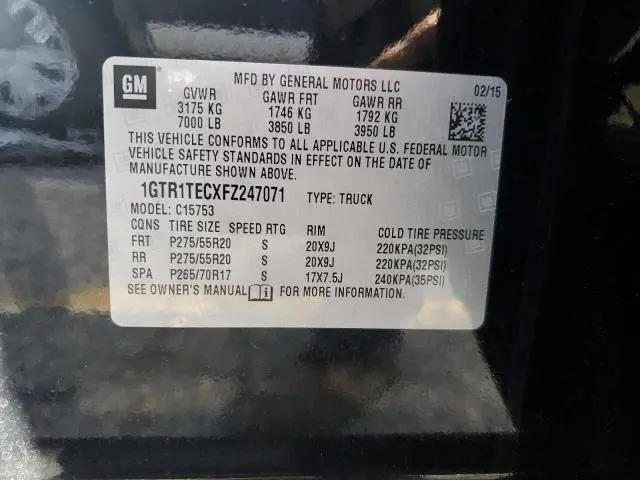 GM
MFD BY GENERAL MOTORS LLC 02/15
GVWR GAWR FRT GAWR RR
3175 KG 1746 KG 1792 KG
7000 LB 3850 LB 3950 LB
THIS VEHICLE CONFORMS TO ALL APPLICABLE U.S. FEDERAL MOTOR
VEHICLE SAFETY STANDARDS IN EFFECT ON THE DATE OF
MANUFACTURE SHOWN ABOVE.
1GTR1TECXFZ247071 TYPE: TRUCK
MODEL: C15753
CQNS TIRE SIZE SPEED RTG RIM COLD TIRE PRESSURE
FRT P275/55R20 S 20X9J 220KPA(32PSI)
RR P275/55R20 S 20X9J 220KPA(32PSI)
SPA P265/70R17 S 17X7.5J 240KPA(35PSI)
SEE OWNER'S MANUAL FOR MORE INFORMATION.